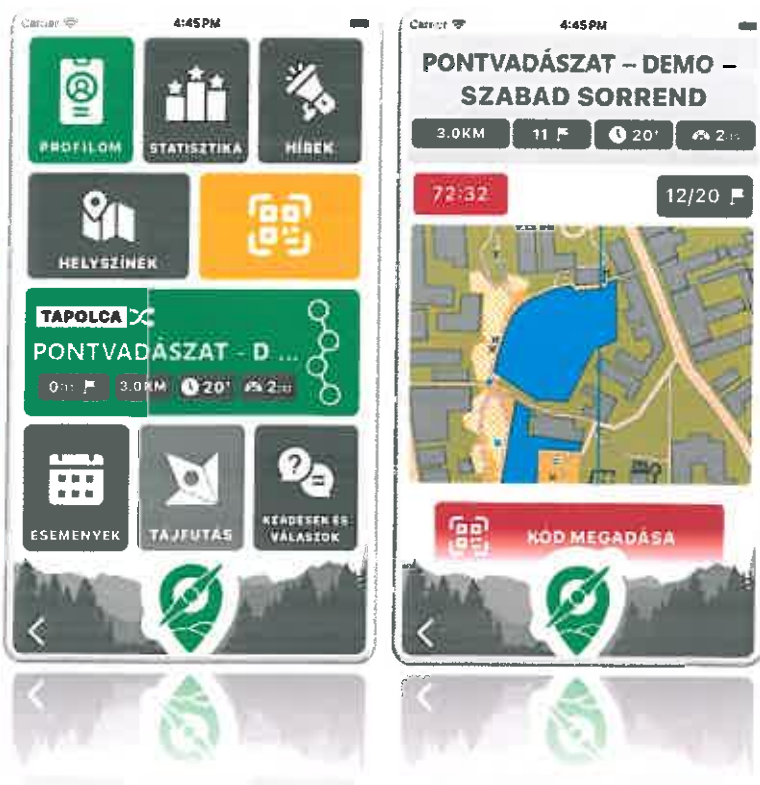 Carrier
4:45 PM
PROFILOM
STATISZTIKA
HÍREK
HELYSZÍNEK
TAPOLCA
PONTVADÁSZAT - D ...
3.0KM
20'
ESEMÉNYEK
TÁJFUTÁS
KÉRDÉSEK ÉS
VÁLASZOK
Carrier
4:45 PM
PONTVADÁSZAT – DEMO –
SZABAD SORREND
3.0KM
11
20'
72:32
12/20
KÓD MEGADÁSA